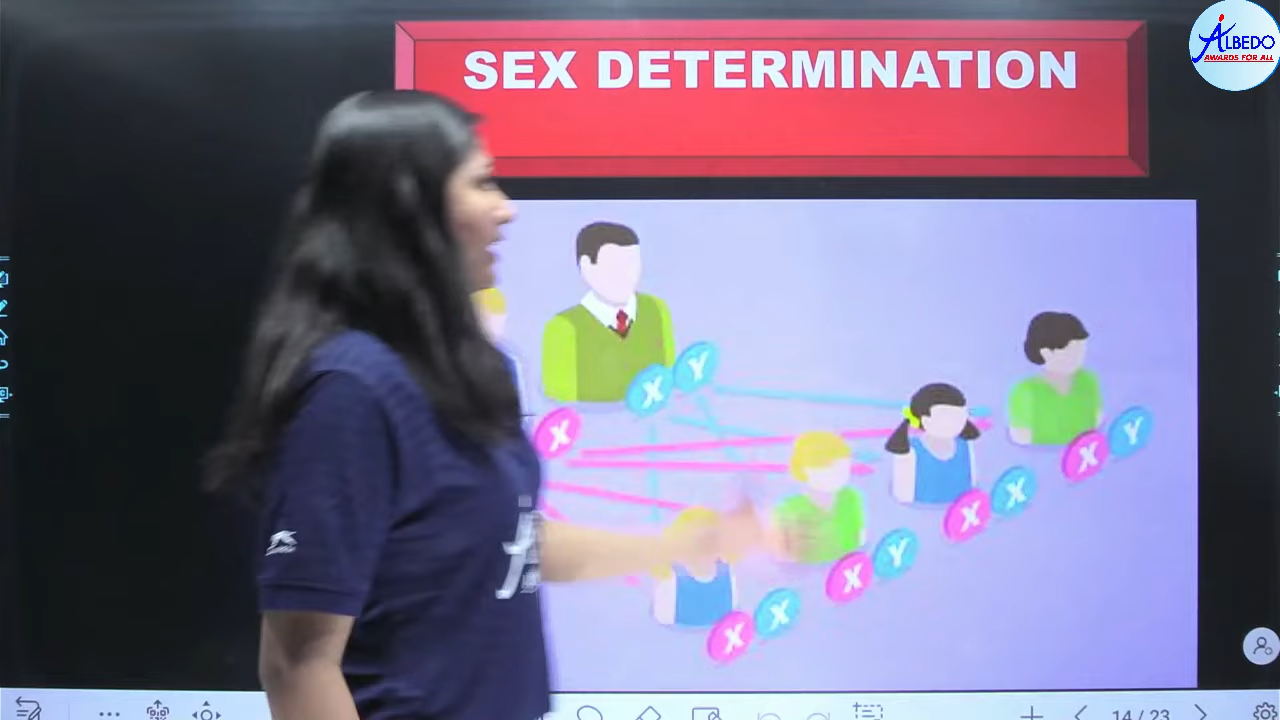 SEX DETERMINATION
ALBEDO
AWARDS FOR ALL
Y
X
X
Y
X
X
X
Y
X
X
X
14/23